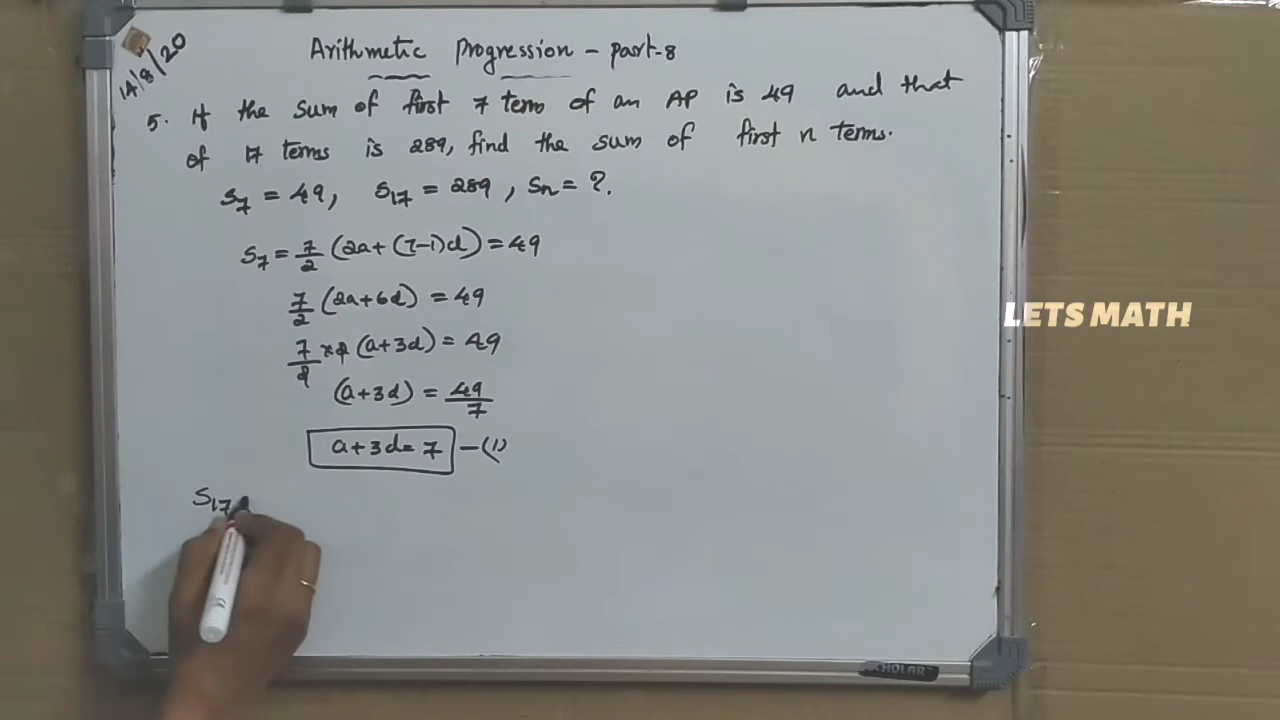 14/8/20
Arithmetic Progression - part-8
5. If the sum of first 7 term of an AP is 49 and that
of 17 terms is 289, find the sum of first n terms.
S7 = 49, S17 = 289, Sn = ?.
S7 = 7/2 (2a+(7-1)d) = 49
7/2 (2a+6d) = 49
7/2 × 2 (a+3d) = 49
(a+3d) = 49/7
a+3d = 7 - (1)
S17
LETS MATH
SCHOLAR